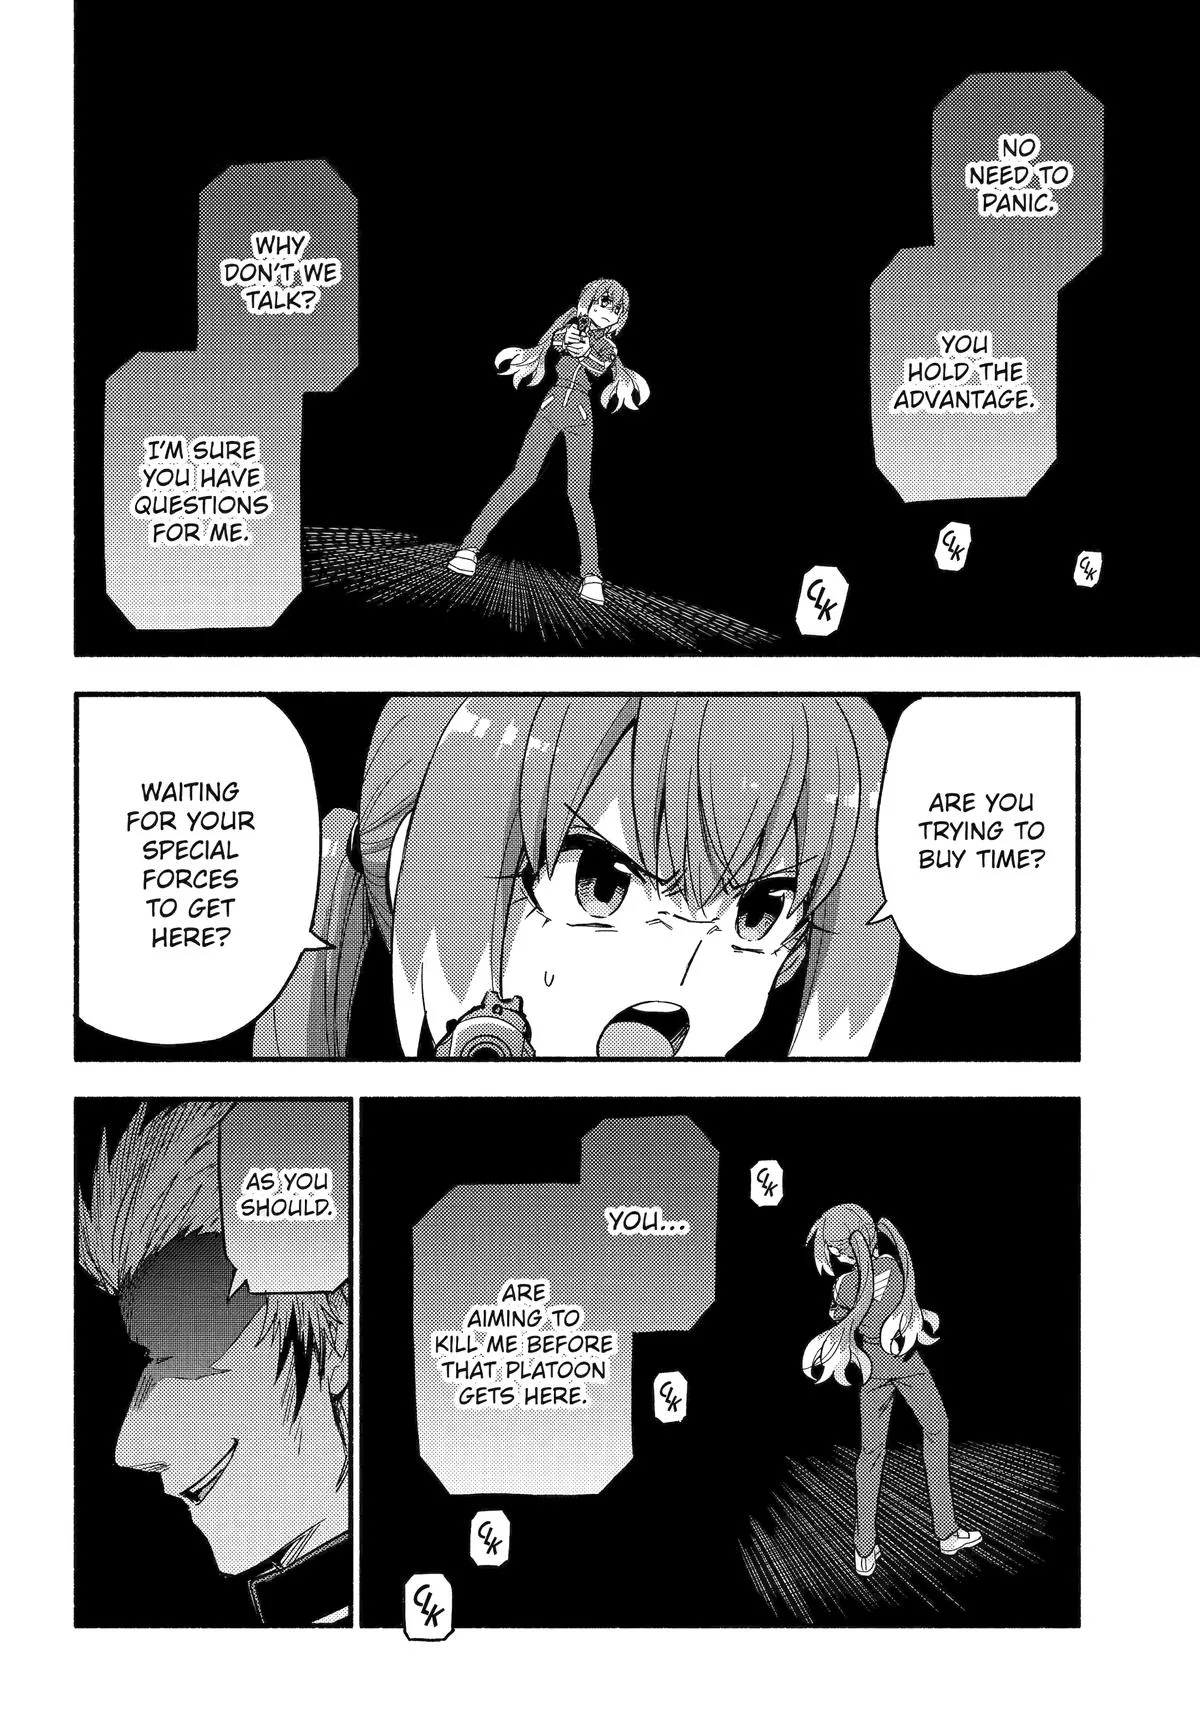 NO
NEED TO
PANIC.
YOU
HOLD THE
ADVANTAGE.
CLK
CLK
CLK
WHY
DON'T WE
TALK?
I'M SURE
YOU HAVE
QUESTIONS
FOR ME.
ARE YOU
TRYING TO
BUY TIME?
WAITING
FOR YOUR
SPECIAL
FORCES
TO GET
HERE?
CLK
YOU...
ARE
AIMING TO
KILL ME BEFORE
THAT PLATOON
GETS HERE.
CLK
CLK
CLK
AS YOU
SHOULD.